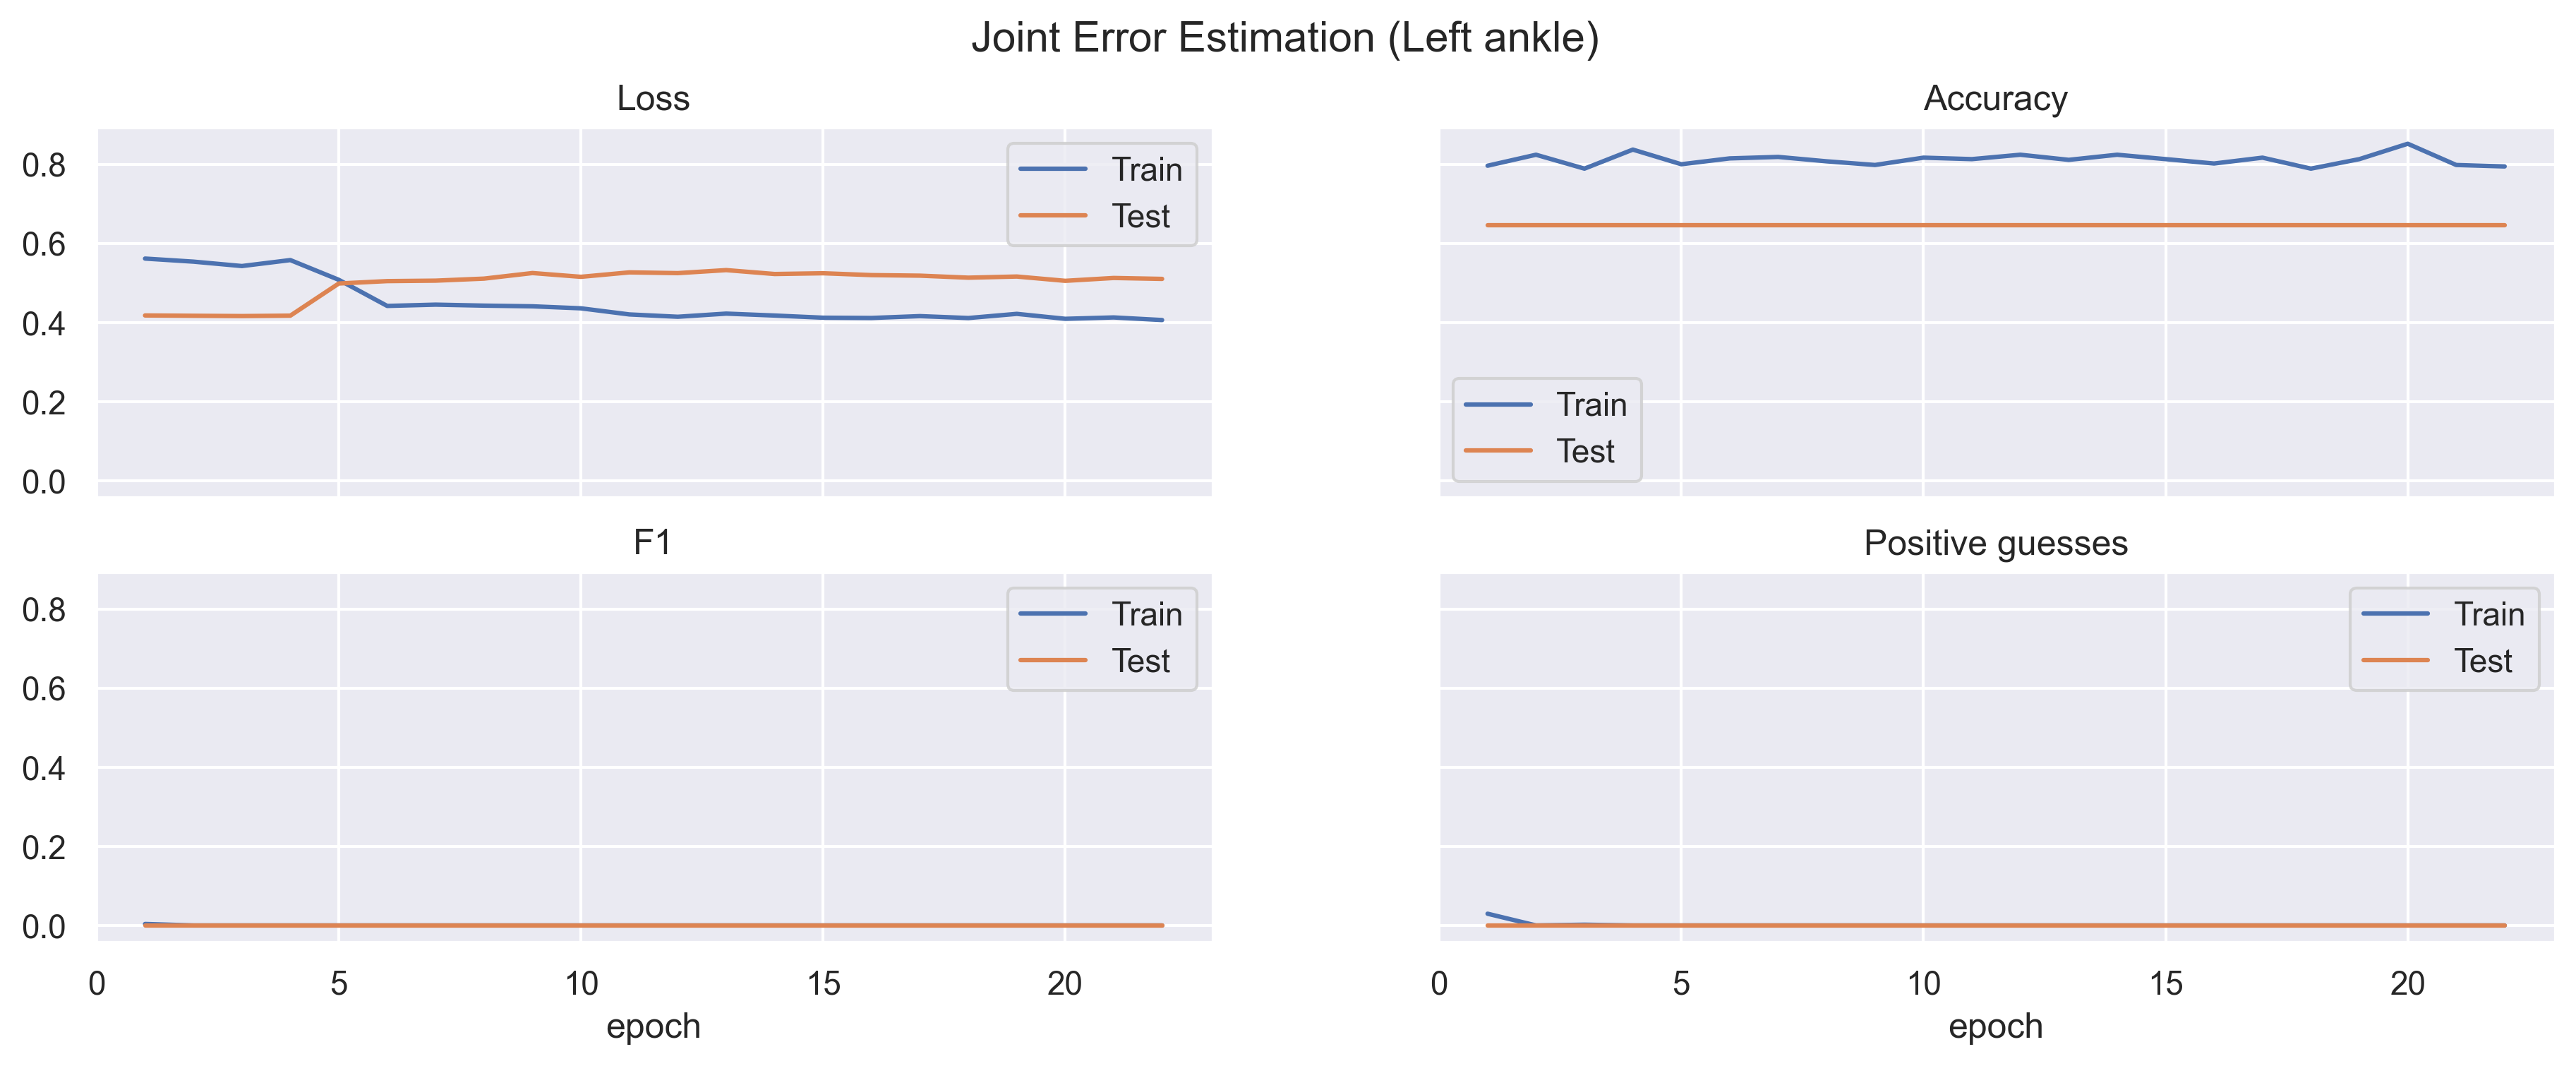 Joint Error Estimation (Left ankle)
Loss
0.8
0.6
0.4
0.2
0.0
Train
Test
Accuracy
Train
Test
F1
0.8
0.6
0.4
0.2
0.0
Train
Test
0
5
10
15
20
epoch
Positive guesses
Train
Test
0
5
10
15
20
epoch